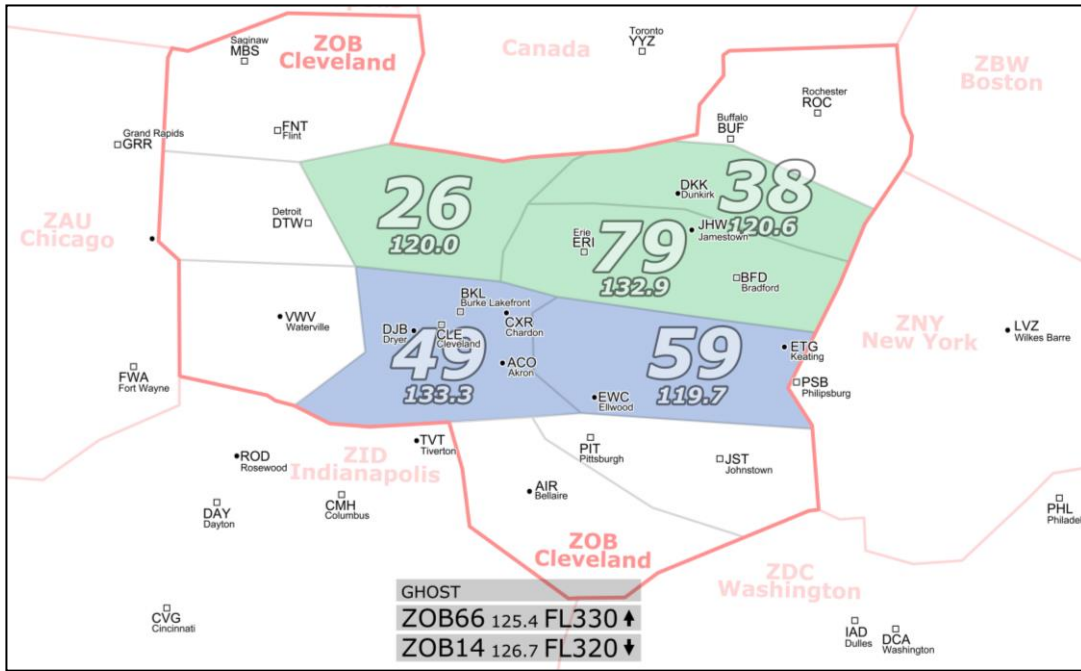 Saginaw
MBS
ZOB
Cleveland
Canada
Toronto
YYZ
ZBW
Boston
Rochester
ROC
Buffalo
BUF
FNT
Flint
Grand Rapids
GRR
26
120.0
38
120.6
DKK
Dunkirk
Detroit
DTW
ZAU
Chicago
Erie
ERI
79
132.9
JHW
Jamestown
BFD
Bradford
BKL
Burke Lakefront
CXR
Chardon
VWV
Waterville
DJB
Dryer
CLE
Cleveland
49
133.3
ACO
Akron
59
119.7
ETG
Keating
ZNY
New York
LVZ
Wilkes Barre
FWA
Fort Wayne
PSB
Philipsburg
EWC
Ellwood
TVT
Tiverton
PIT
Pittsburgh
JST
Johnstown
ROD
Rosewood
ZID
Indianapolis
DAY
Dayton
CMH
Columbus
AIR
Bellaire
PHL
Philadel
ZOB
Cleveland
ZDC
Washington
GHOST
ZOB66 125.4 FL330 ↑
ZOB14 126.7 FL320 ↓
CVG
Cincinnati
IAD
Dulles
DCA
Washington